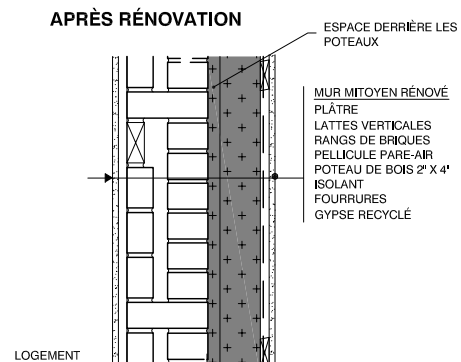 APRÈS RÉNOVATION
ESPACE DERRIÈRE LES
POTEAUX
MUR MITOYEN RÉNOVÉ
PLÂTRE
LATTES VERTICALES
RANGS DE BRIQUES
PELLICULE PARE-AIR
POTEAU DE BOIS 2" X 4'
ISOLANT
FOURRURES
GYPSE RECYCLÉ
LOGEMENT